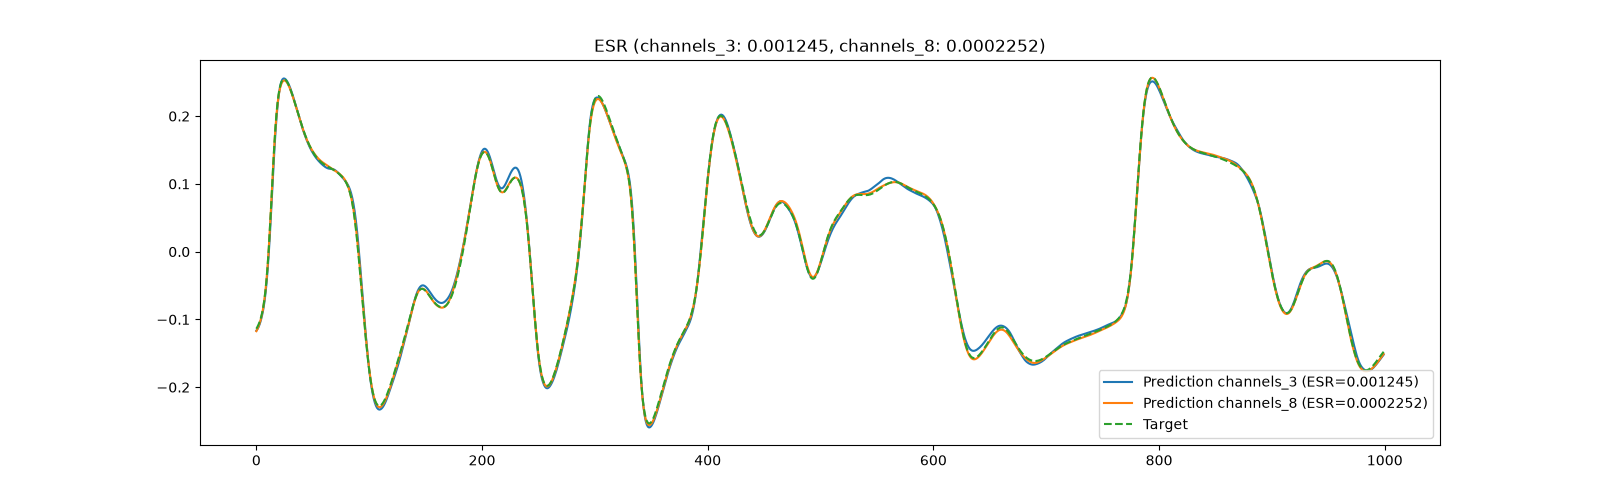 ESR (channels_3: 0.001245, channels_8: 0.0002252)
0.2
0.1
0.0
−0.1
−0.2
Prediction channels_3 (ESR=0.001245)
Prediction channels_8 (ESR=0.0002252)
Target
0 200 400 600 800 1000